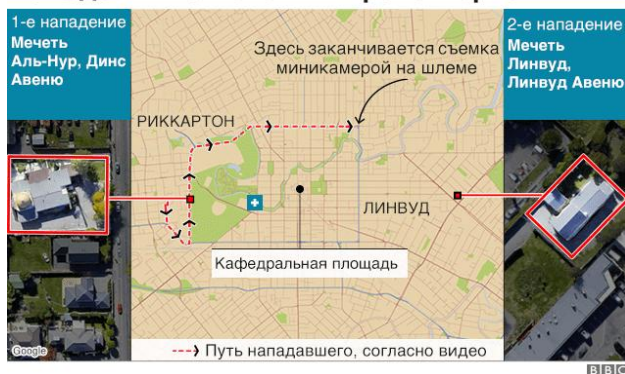 1-е нападение
Мечеть
Аль-Нур, Динс
Авеню
2-е нападение
Мечеть
Линвуд,
Линвуд Авеню
Здесь заканчивается съемка
миникамерой на шлеме
РИККАРТОН
ЛИНВУД
Кафедральная площадь
Google
Путь нападавшего, согласно видео
BBC